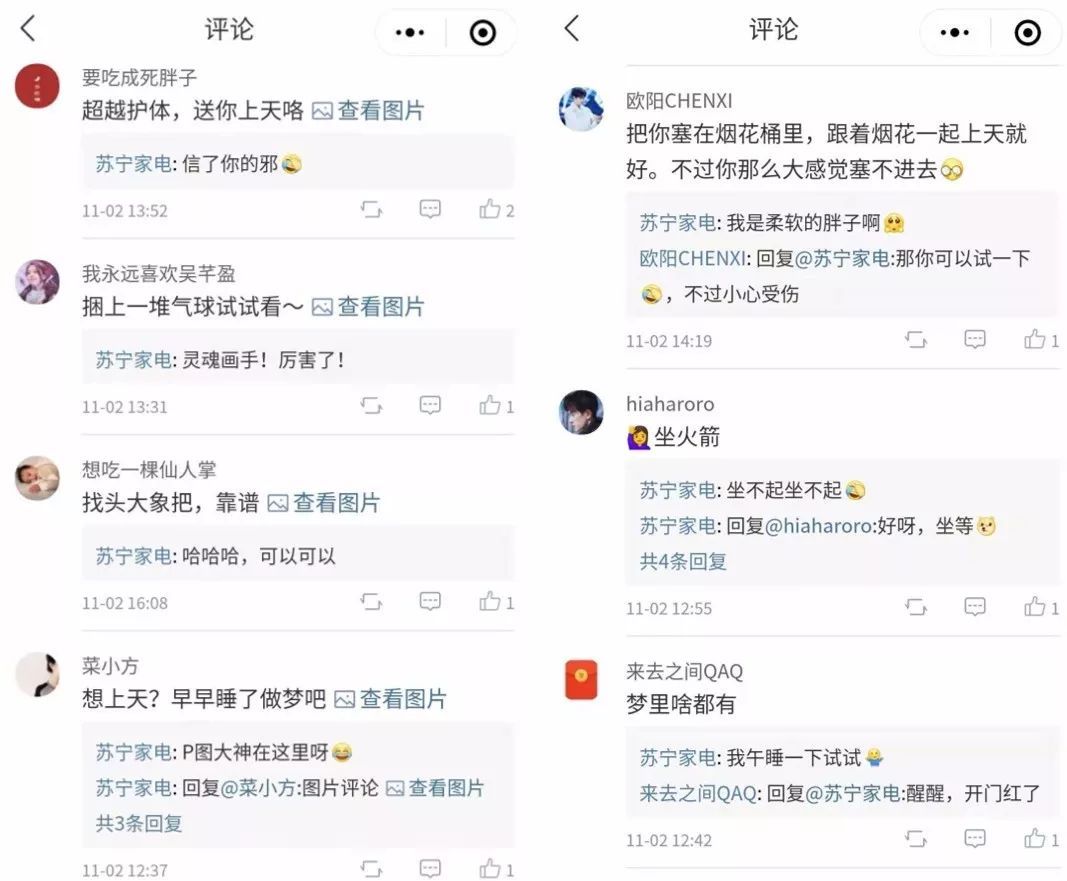 评论
要吃成死胖子
超越护体，送你上天咯 查看图片
苏宁家电: 信了你的邪🤣
11-02 13:52
2
我永远喜欢吴芊盈
捆上一堆气球试试看～ 查看图片
苏宁家电: 灵魂画手！厉害了！
11-02 13:31
1
想吃一棵仙人掌
找头大象把，靠谱 查看图片
苏宁家电: 哈哈哈，可以可以
11-02 16:08
1
菜小方
想上天？早早睡了做梦吧 查看图片
苏宁家电: P图大神在这里呀😂
苏宁家电: 回复@菜小方:图片评论 查看图片
共3条回复
11-02 12:37
1
评论
欧阳CHENXI
把你塞在烟花桶里，跟着烟花一起上天就
好。不过你那么大感觉塞不进去
苏宁家电: 我是柔软的胖子啊🤗
欧阳CHENXI: 回复@苏宁家电:那你可以试一下
🤣，不过小心受伤
11-02 14:19
1
hiaharoro
🙋‍♀️坐火箭
苏宁家电: 坐不起坐不起🤣
苏宁家电: 回复@hiaharoro:好呀，坐等
共4条回复
11-02 12:55
1
来去之间QAQ
梦里啥都有
苏宁家电: 我午睡一下试试🤷‍♂️
来去之间QAQ: 回复@苏宁家电:醒醒，开门红了
11-02 12:42
1